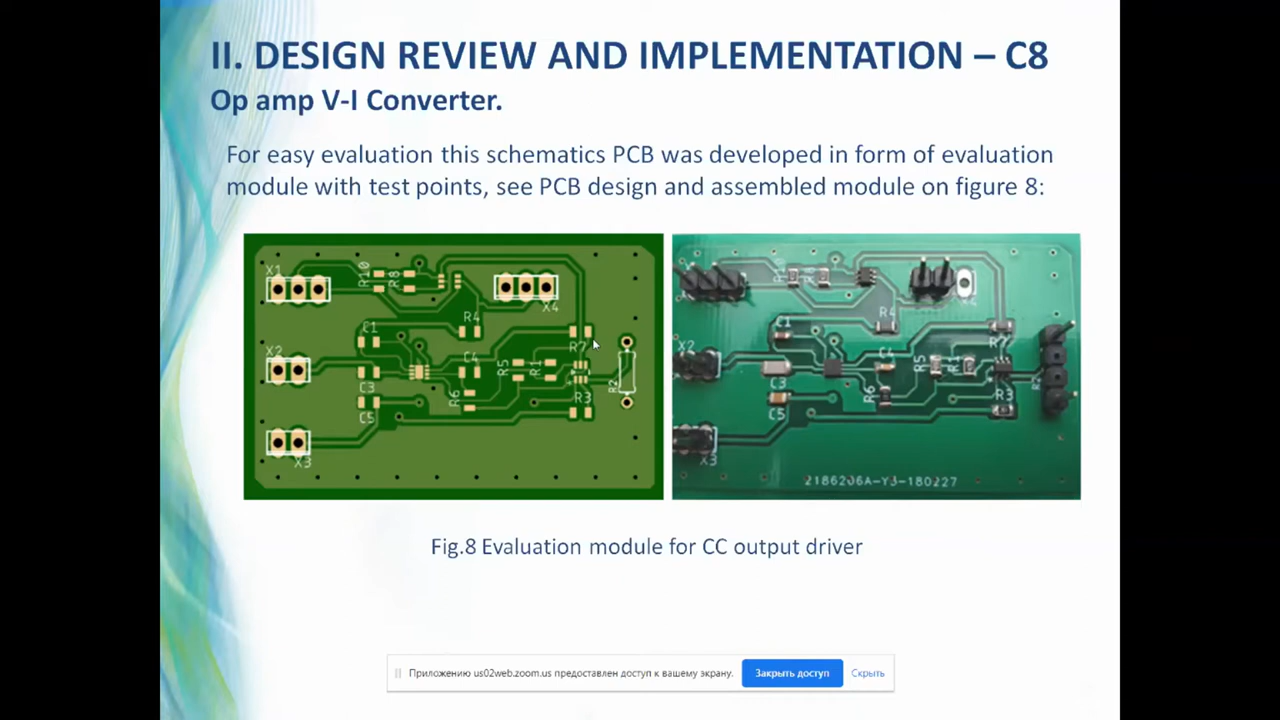 II. DESIGN REVIEW AND IMPLEMENTATION – C8
Op amp V-I Converter.
For easy evaluation this schematics PCB was developed in form of evaluation
module with test points, see PCB design and assembled module on figure 8:
X1
R10
R8
X4
C1
R4
X2
C4
R5
R1
R7
C3
R6
R3
R2
C5
X3
R8
C1
R4
X2
C4
R5
R1
R7
C3
R6
R3
R2
C5
X3
2186206A-Y3-180227
Fig.8 Evaluation module for CC output driver
Приложению us02web.zoom.us предоставлен доступ к вашему экрану.
Закрыть доступ
Скрыть